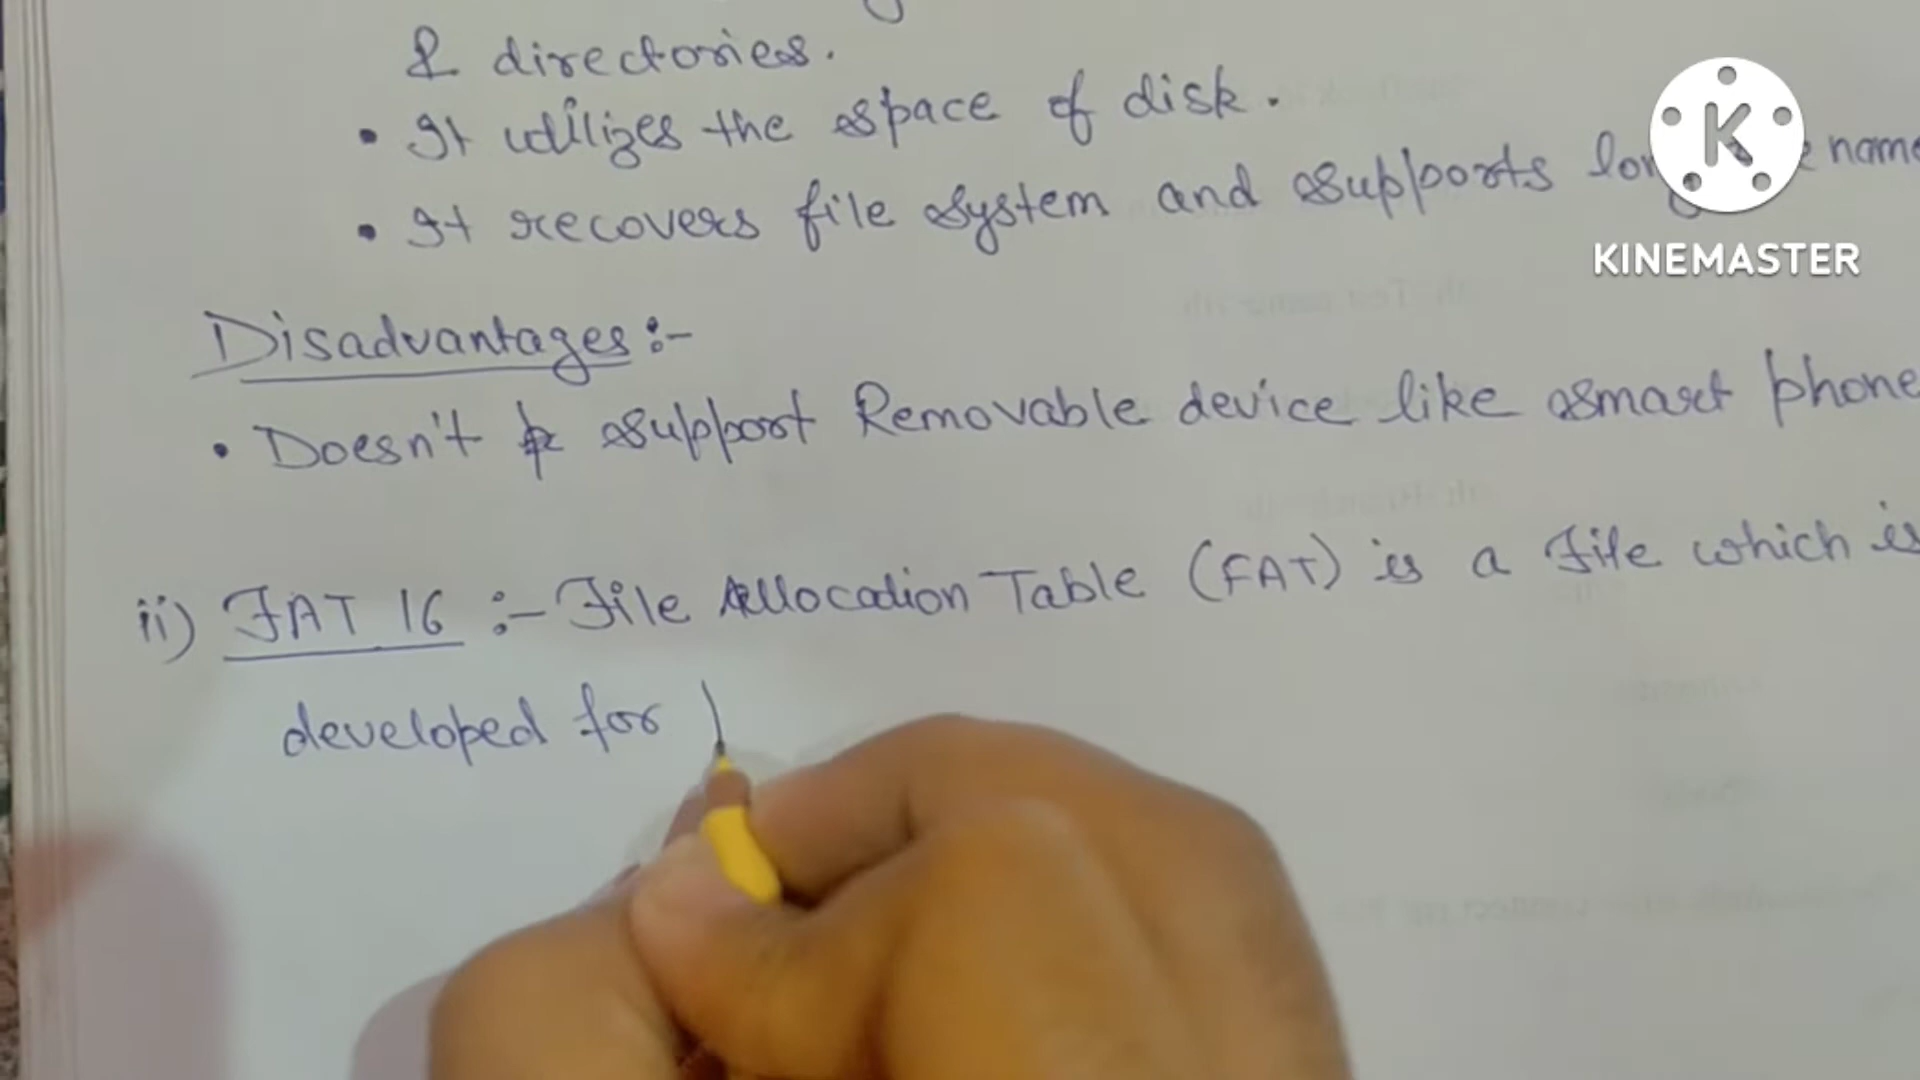 & directories.
• It utilizes the space of disk.
• It recovers file system and supports long name
KINEMASTER
Disadvantages :-
• Doesn't support Removable device like smart phone
ii) FAT 16 :- File Allocation Table (FAT) is a File which is
developed for